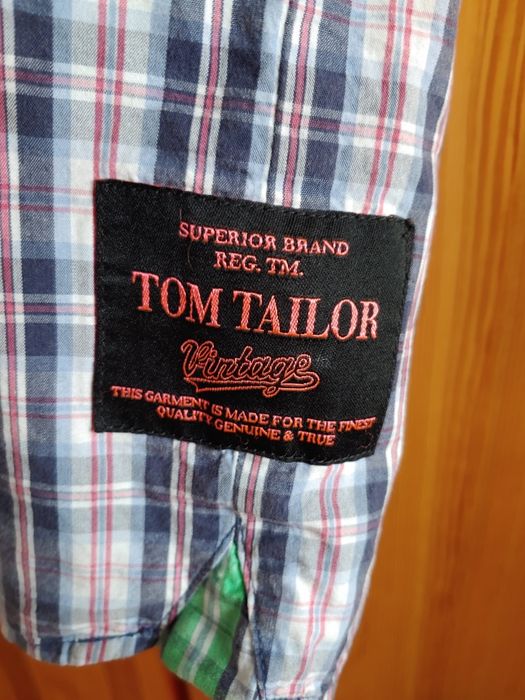 SUPERIOR BRAND
REG. TM.
TOM TAILOR
Vintage
THIS GARMENT IS MADE FOR THE FINEST
QUALITY GENUINE & TRUE